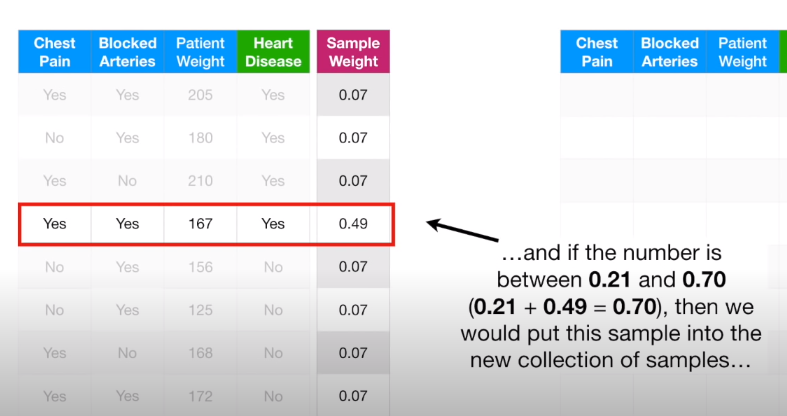 Chest Pain Blocked Arteries Patient Weight Heart Disease Sample Weight
Yes Yes 205 Yes 0.07
No Yes 180 Yes 0.07
Yes No 210 Yes 0.07
Yes Yes 167 Yes 0.49
No Yes 156 No 0.07
No Yes 125 No 0.07
Yes No 168 No 0.07
Yes Yes 172 No 0.07
Chest Pain Blocked Arteries Patient Weight
…and if the number is
between 0.21 and 0.70
(0.21 + 0.49 = 0.70), then we
would put this sample into the
new collection of samples…